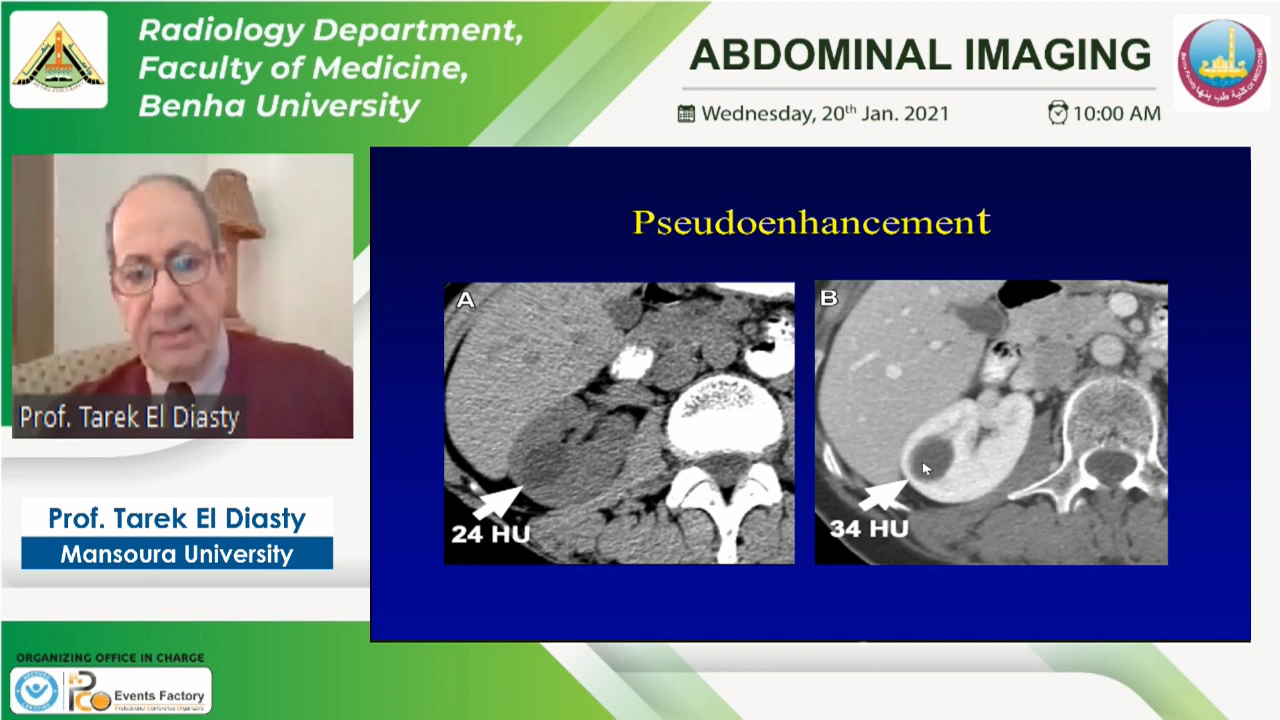 Radiology Department,
Faculty of Medicine,
Benha University
ABDOMINAL IMAGING
Wednesday, 20th Jan. 2021
10:00 AM
Prof. Tarek El Diasty
Prof. Tarek El Diasty
Mansoura University
Pseudoenhancement
A
24 HU
B
34 HU
ORGANIZING OFFICE IN CHARGE
Events Factory